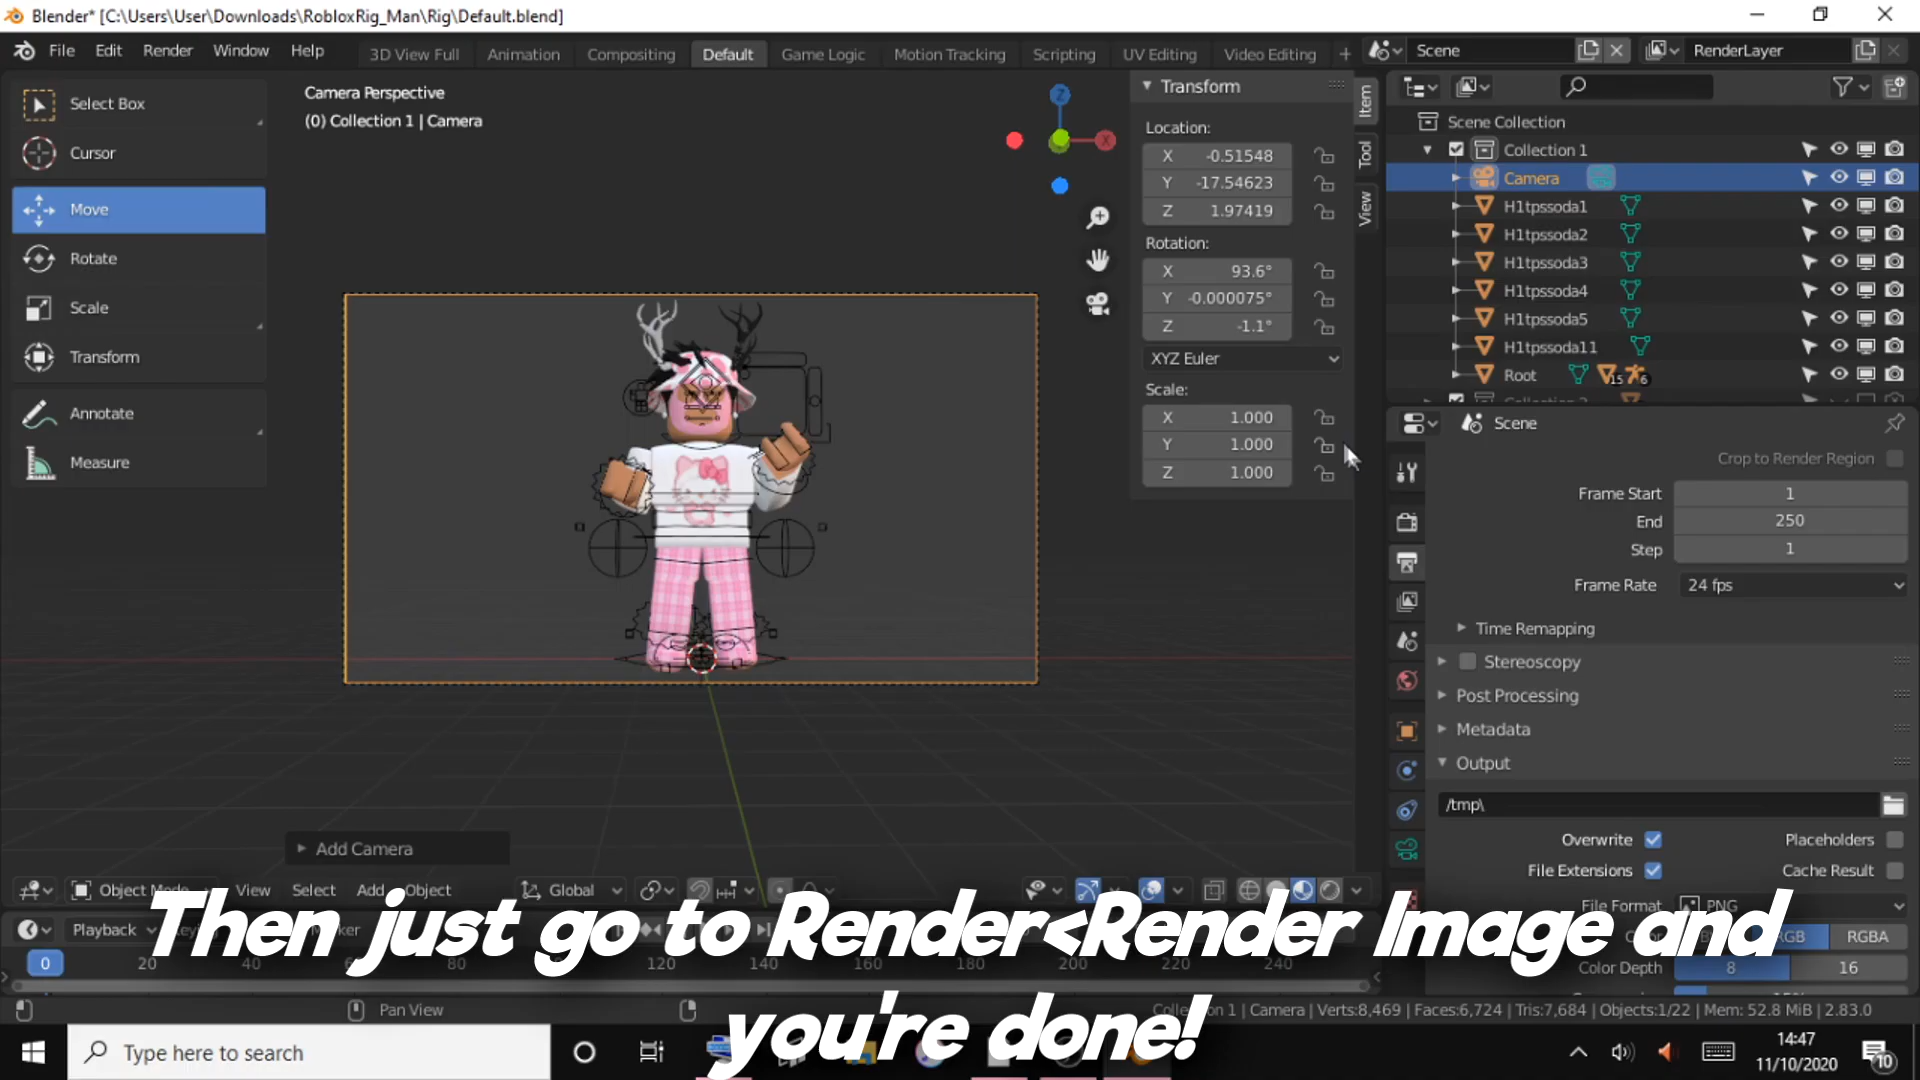 Blender* [C:\Users\User\Downloads\RobloxRig_Man\Rig\Default.blend]
File Edit Render Window Help
3D View Full Animation Compositing Default Game Logic Motion Tracking Scripting UV Editing Video Editing +
Scene
RenderLayer
Select Box
Cursor
Move
Rotate
Scale
Transform
Annotate
Measure
Camera Perspective
(0) Collection 1 | Camera
Z
X
Transform
Location:
X -0.51548
Y -17.54623
Z 1.97419
Rotation:
X 93.6°
Y -0.000075°
Z -1.1°
XYZ Euler
Scale:
X 1.000
Y 1.000
Z 1.000
Item
Tool
View
Scene Collection
Collection 1
Camera
H1tpssoda1
H1tpssoda2
H1tpssoda3
H1tpssoda4
H1tpssoda5
H1tpssoda11
Root 15 6
Scene
Crop to Render Region
Frame Start 1
End 250
Step 1
Frame Rate 24 fps
Time Remapping
Stereoscopy
Post Processing
Metadata
Output
/tmp\
Overwrite Placeholders
File Extensions Cache Result
File Format PNG
RGBA
Color Depth 8 16
Add Camera
Object Mode View Select Add Object Global
Playback
0 20 40 60 80 120 140 160 180 200 220 240
Then just go to Render<Render Image and
you're done!
Pan View
Collection 1 | Camera | Verts:8,469 | Faces:6,724 | Tris:7,684 | Objects:1/22 | Mem: 52.8 MiB | 2.83.0
Type here to search
14:47
11/10/2020
10